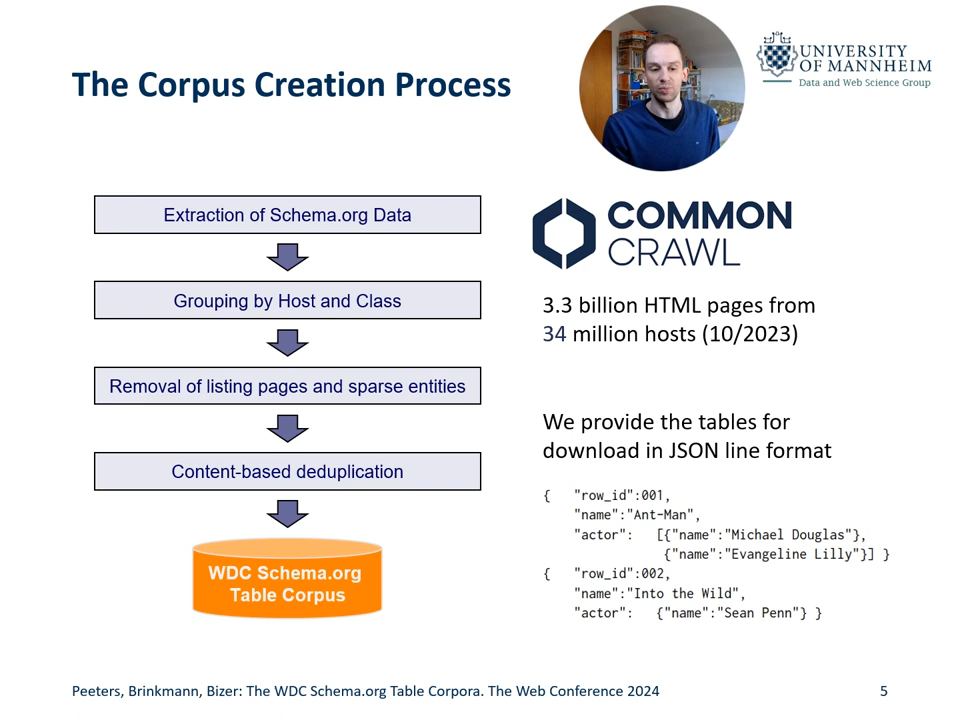 The Corpus Creation Process
UNIVERSITY
OF MANNHEIM
Data and Web Science Group
Extraction of Schema.org Data
Grouping by Host and Class
Removal of listing pages and sparse entities
Content-based deduplication
WDC Schema.org
Table Corpus
COMMON
CRAWL
3.3 billion HTML pages from
34 million hosts (10/2023)
We provide the tables for
download in JSON line format
{ "row_id":001,
"name":"Ant-Man",
"actor": [{"name":"Michael Douglas"},
{"name":"Evangeline Lilly"}] }
{ "row_id":002,
"name":"Into the Wild",
"actor": {"name":"Sean Penn"} }
Peeters, Brinkmann, Bizer: The WDC Schema.org Table Corpora. The Web Conference 2024
5